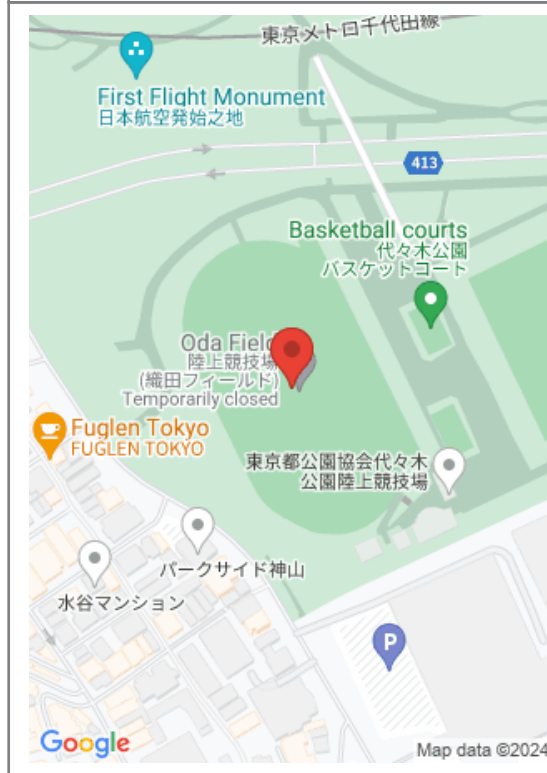 東京メトロ千代田線
First Flight Monument
日本航空発始之地
413
Basketball courts
代々木公園
バスケットコート
Oda Field
陸上競技場
(織田フィールド)
Temporarily closed
Fuglen Tokyo
FUGLEN TOKYO
東京都公園協会代々木
公園陸上競技場
パークサイド神山
水谷マンション
P
Google
Map data ©2024